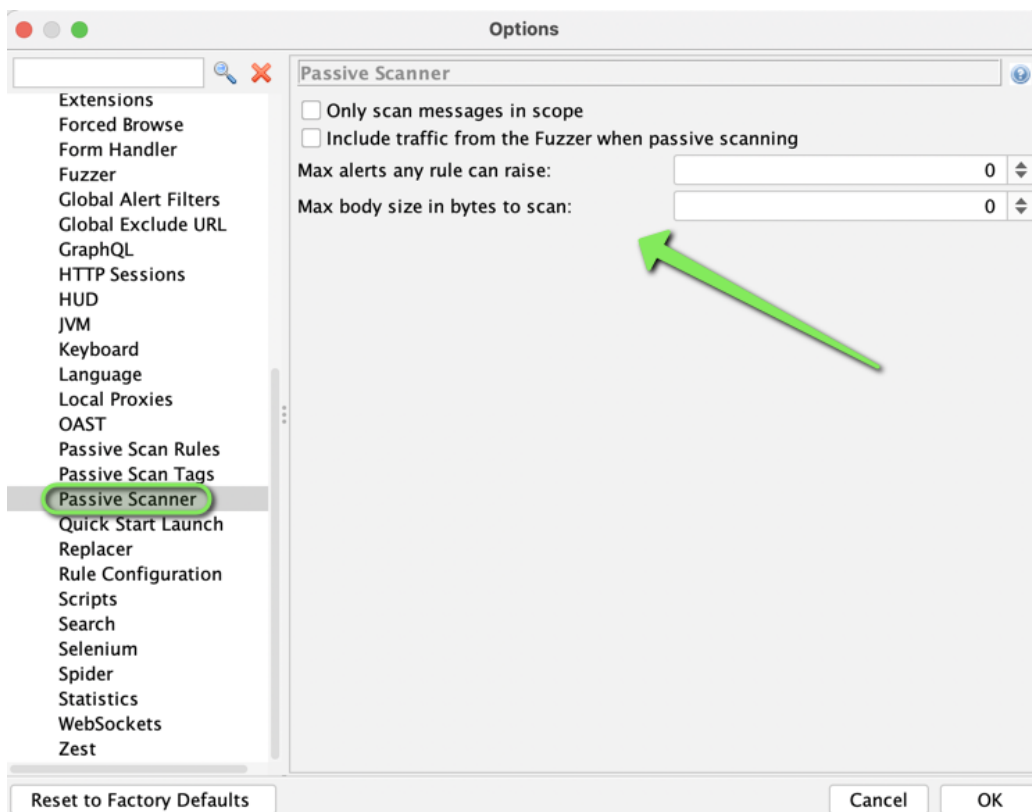 Options
Passive Scanner
Extensions
Only scan messages in scope
Forced Browse
Include traffic from the Fuzzer when passive scanning
Form Handler
Max alerts any rule can raise: 0
Fuzzer
Global Alert Filters
Max body size in bytes to scan: 0
Global Exclude URL
GraphQL
HTTP Sessions
HUD
JVM
Keyboard
Language
Local Proxies
OAST
Passive Scan Rules
Passive Scan Tags
Passive Scanner
Quick Start Launch
Replacer
Rule Configuration
Scripts
Search
Selenium
Spider
Statistics
WebSockets
Zest
Reset to Factory Defaults
Cancel
OK